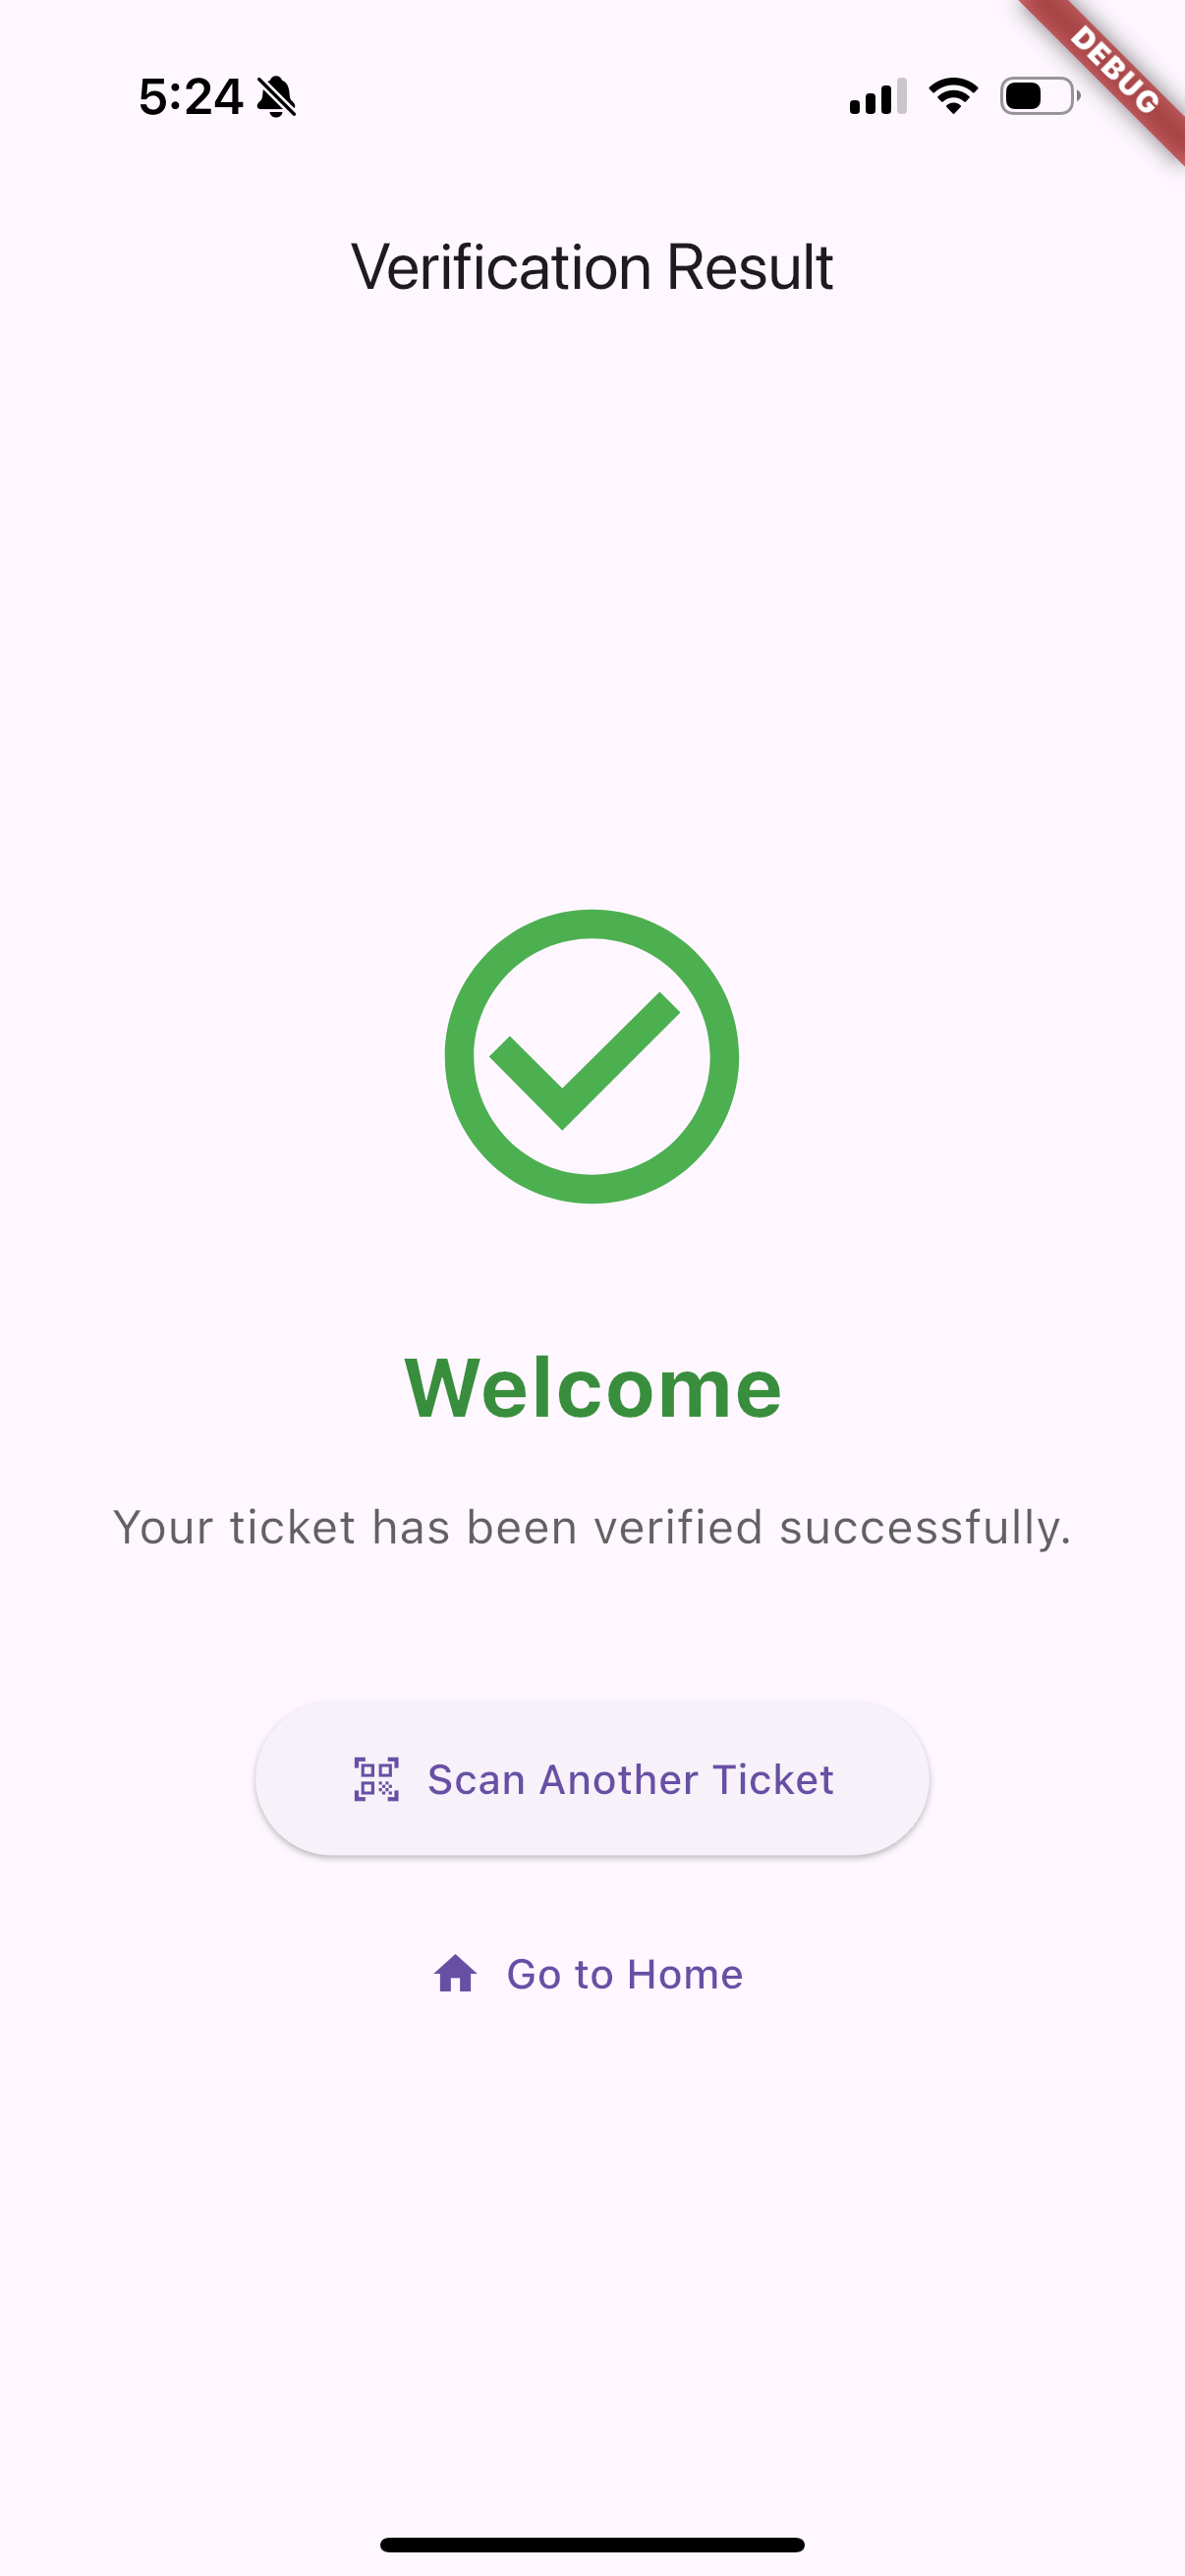 5:24
DEBUG
Verification Result
Welcome
Your ticket has been verified successfully.
Scan Another Ticket
Go to Home